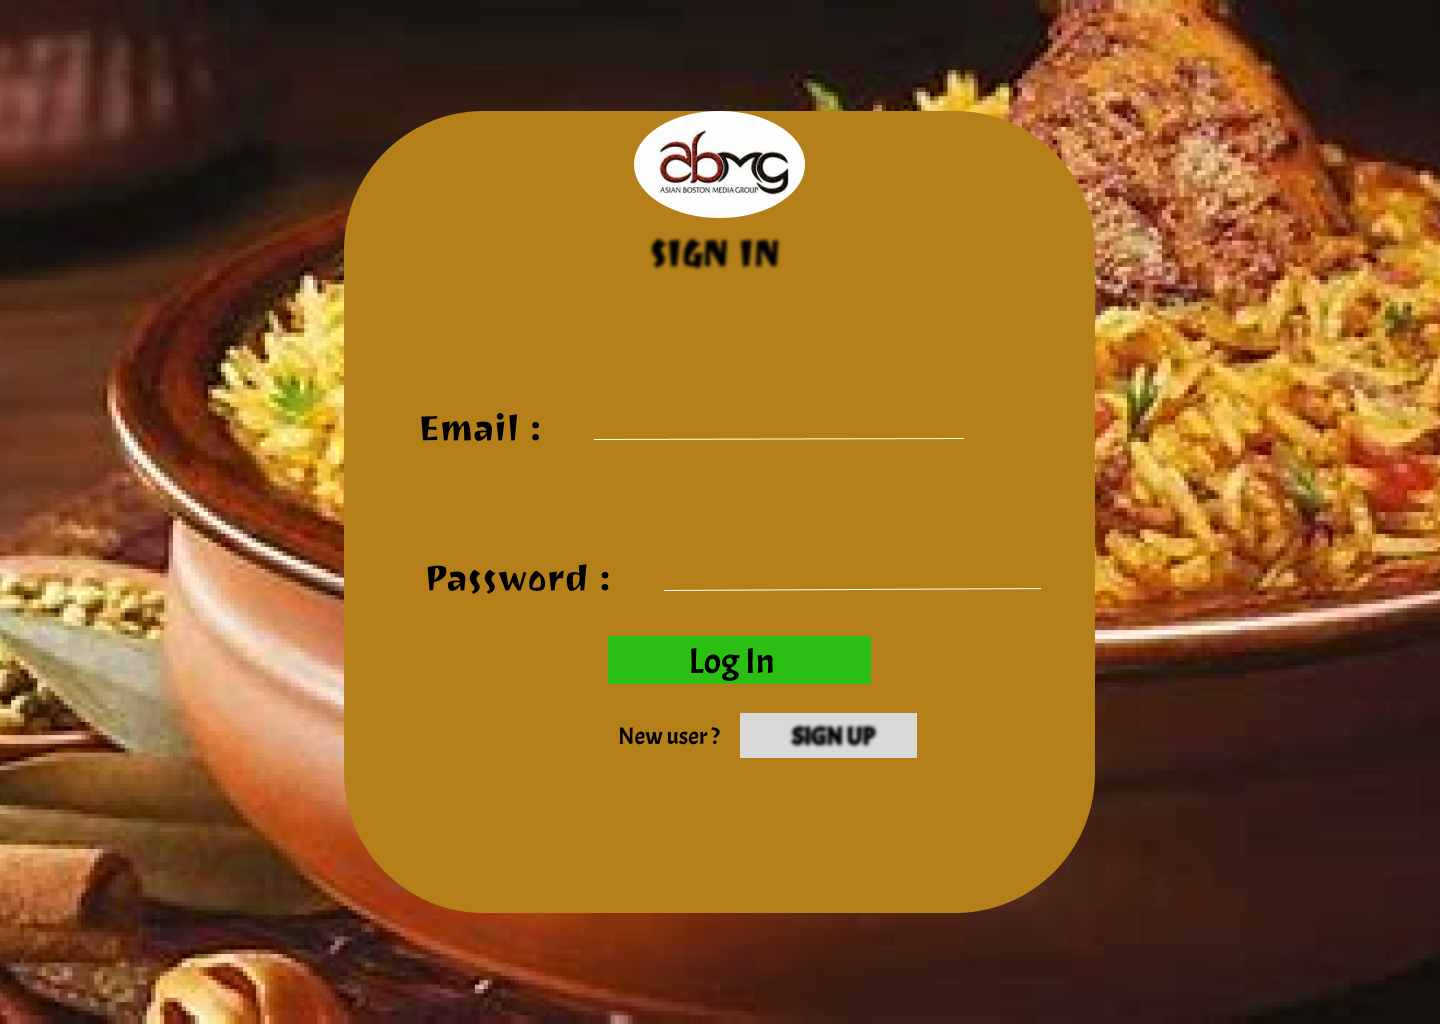 abmg
ASIAN BOSTON MEDIA GROUP
SIGN IN
Email :
Password :
Log In
New user ? SIGN UP